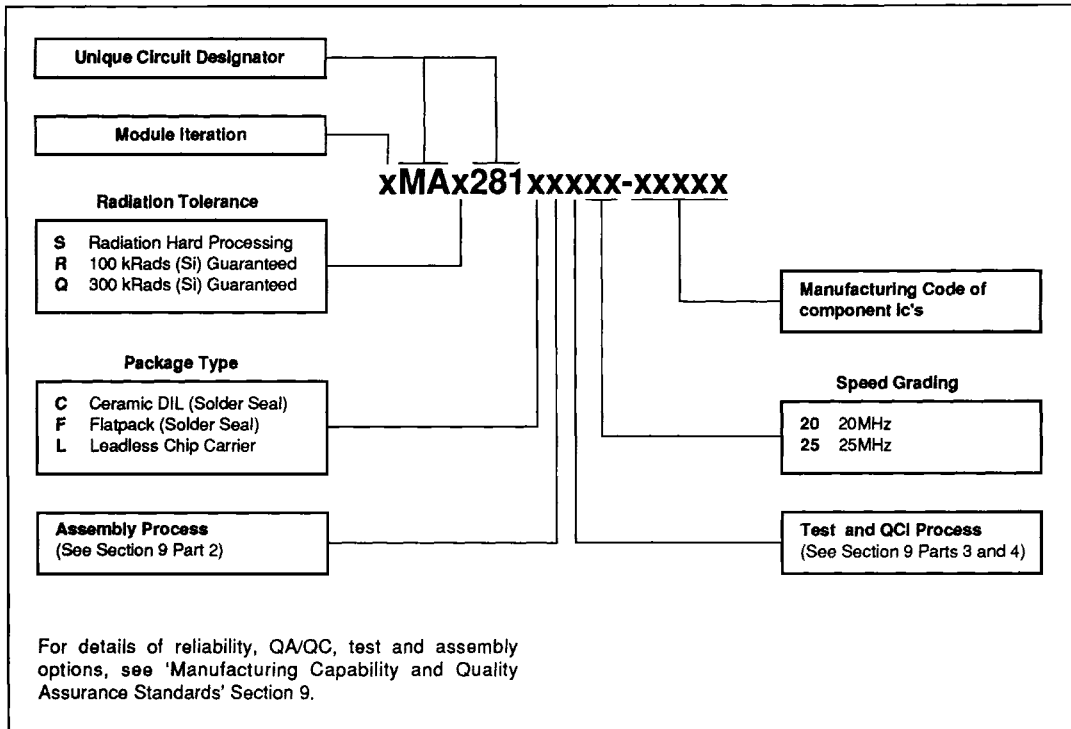 Unique Circuit Designator
Module Iteration
xMAx281xxxxx-xxxxx
Radiation Tolerance
S Radiation Hard Processing
R 100 kRads (Si) Guaranteed
Q 300 kRads (Si) Guaranteed
Manufacturing Code of
component Ic's
Package Type
C Ceramic DIL (Solder Seal)
F Flatpack (Solder Seal)
L Leadless Chip Carrier
Speed Grading
20 20MHz
25 25MHz
Assembly Process
(See Section 9 Part 2)
Test and QCI Process
(See Section 9 Parts 3 and 4)
For details of reliability, QA/QC, test and assembly
options, see 'Manufacturing Capability and Quality
Assurance Standards' Section 9.